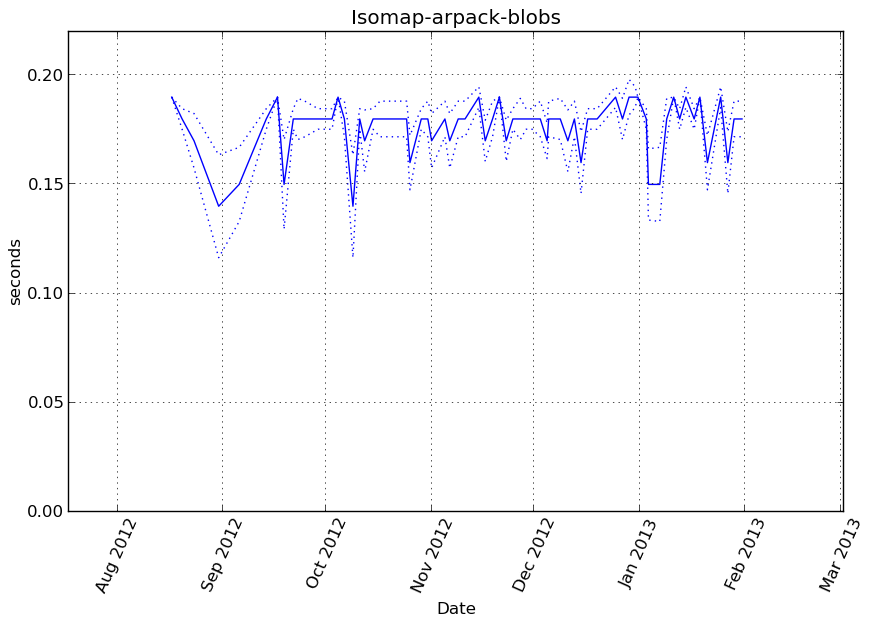 Isomap-arpack-blobs
0.20
0.15
0.10
0.05
0.00
seconds
Aug 2012
Sep 2012
Oct 2012
Nov 2012
Dec 2012
Jan 2013
Feb 2013
Mar 2013
Date